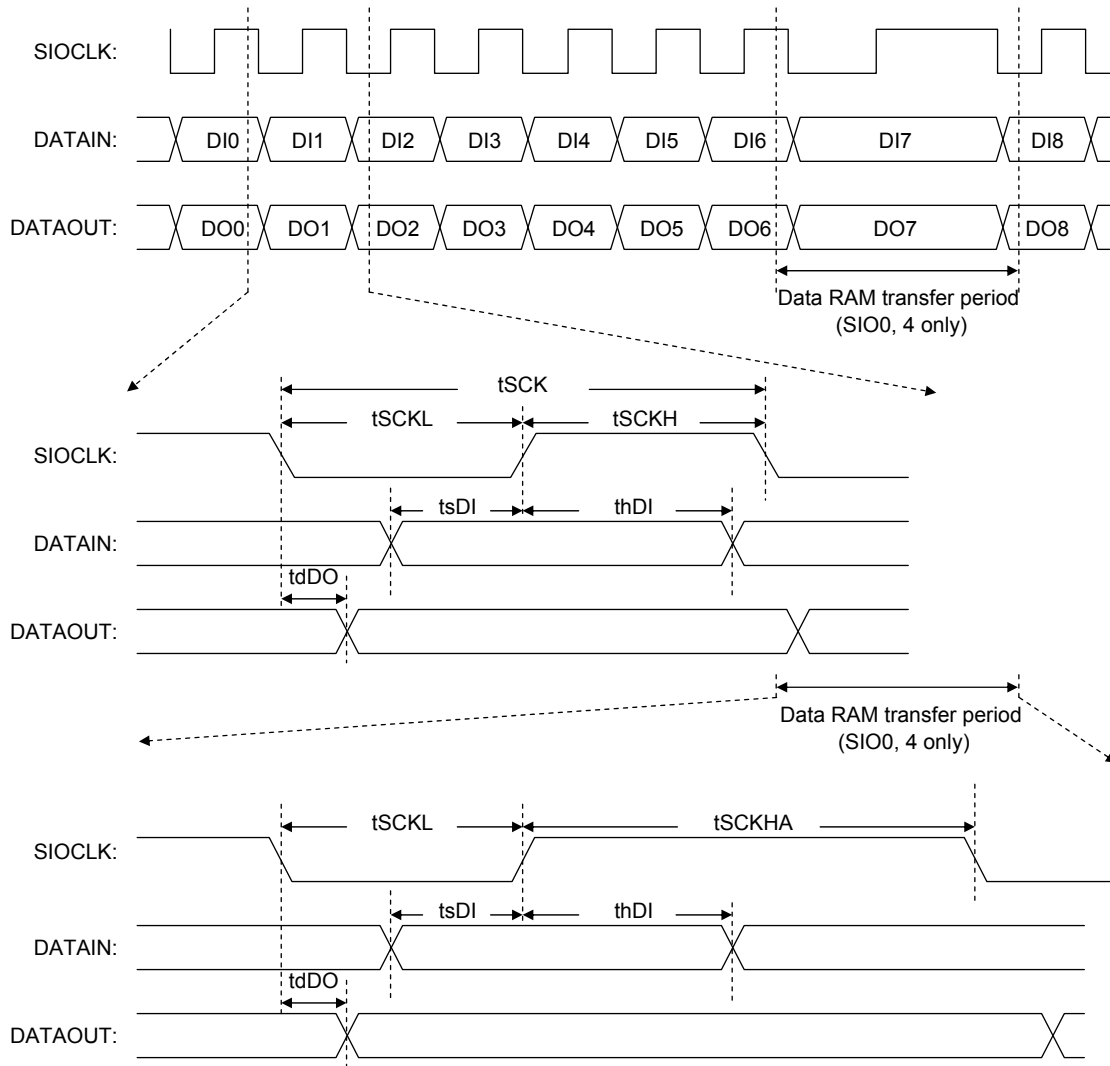 SIOCLK:
DATAIN: DI0 DI1 DI2 DI3 DI4 DI5 DI6 DI7 DI8
DATAOUT: DO0 DO1 DO2 DO3 DO4 DO5 DO6 DO7 DO8
Data RAM transfer period
(SIO0, 4 only)
tSCK
tSCKL tSCKH
SIOCLK:
tsDI thDI
DATAIN:
tdDO
DATAOUT:
Data RAM transfer period
(SIO0, 4 only)
tSCKL tSCKHA
SIOCLK:
tsDI thDI
DATAIN:
tdDO
DATAOUT: